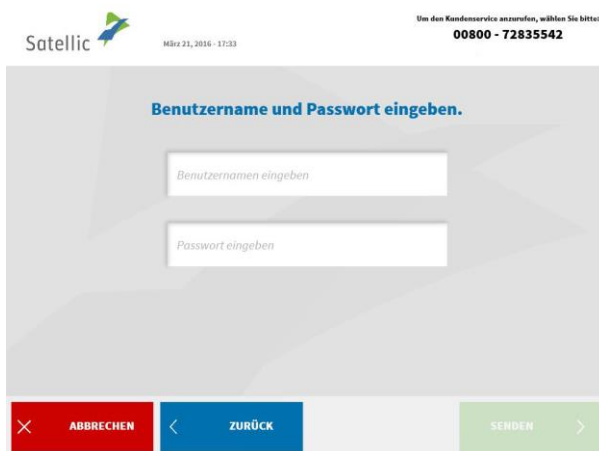 Satellic
März 21, 2016 - 17:33
Um den Kundenservice anzurufen, wählen Sie bitte:
00800 - 72835542
Benutzername und Passwort eingeben.
Benutzernamen eingeben
Passwort eingeben
ABBRECHEN
ZURÜCK
SENDEN